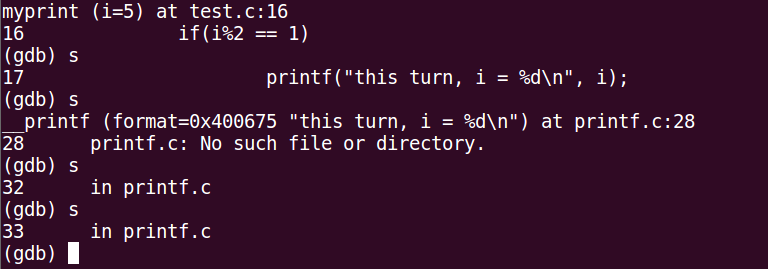 myprint (i=5) at test.c:16
16              if(i%2 == 1)
(gdb) s
17                      printf("this turn, i = %d\n", i);
(gdb) s
__printf (format=0x400675 "this turn, i = %d\n") at printf.c:28
28      printf.c: No such file or directory.
(gdb) s
32      in printf.c
(gdb) s
33      in printf.c
(gdb)